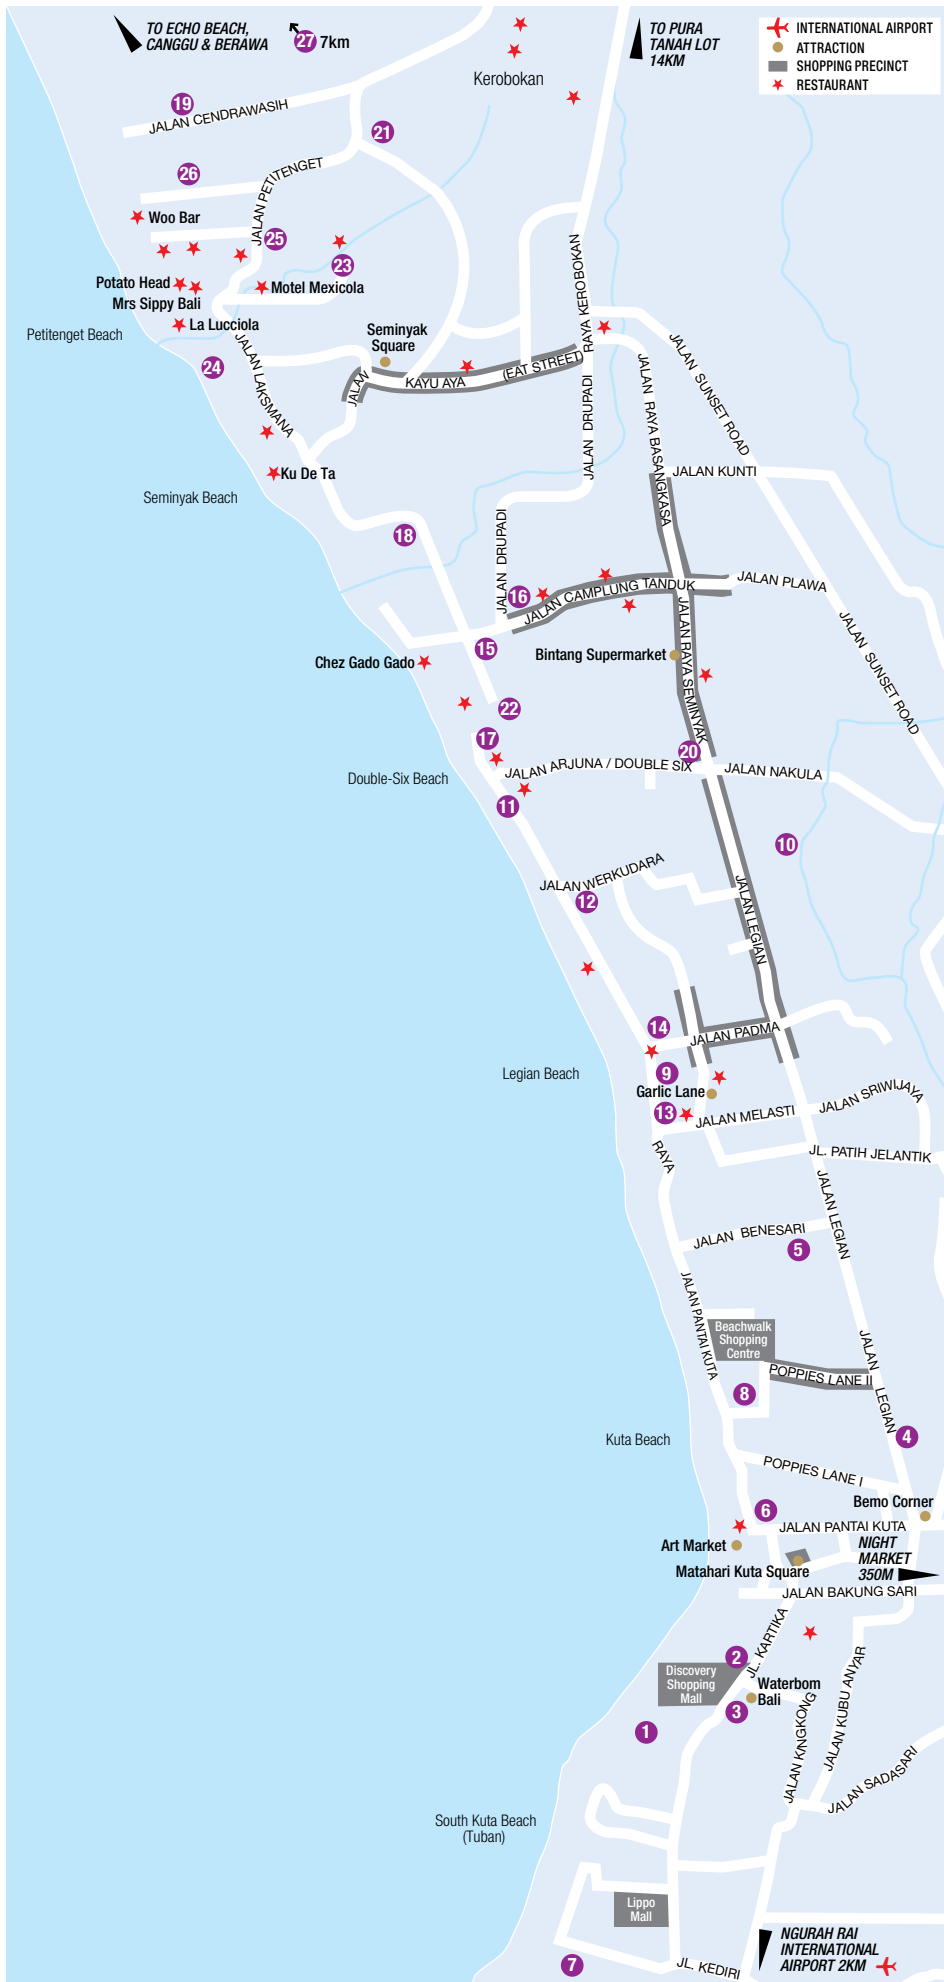 TO ECHO BEACH,
CANGGU & BERAWA
27 7km
TO PURA
TANAH LOT
14KM
INTERNATIONAL AIRPORT
ATTRACTION
SHOPPING PRECINCT
RESTAURANT
Kerobokan
19
JALAN CENDRAWASIH
21
26
JALAN PETITENGET
Woo Bar
25
23
Potato Head
Motel Mexicola
Mrs Sippy Bali
La Lucciola
Petitenget Beach
Seminyak
Square
RAYA KEROBOKAN
24
JALAN LAKSMANA
JALAN
KAYU AYA
(EAT STREET)
JALAN DRUPADI
JALAN RAYA BASANGKASA
JALAN SUNSET ROAD
Ku De Ta
JALAN KUNTI
Seminyak Beach
18
JALAN DRUPADI
16
JALAN CAMPLUNG TANDUK
JALAN PLAWA
15
Chez Gado Gado
Bintang Supermarket
JALAN RAYA SEMINYAK
JALAN SUNSET ROAD
22
17
20
Double-Six Beach
JALAN ARJUNA / DOUBLE SIX
JALAN NAKULA
11
10
JALAN WERKUDARA
12
JALAN LEGIAN
14
JALAN PADMA
Legian Beach
9
Garlic Lane
13
JALAN MELASTI
JALAN SRIWIJAYA
RAYA
JL. PATIH JELANTIK
JALAN LEGIAN
JALAN BENESARI
5
JALAN PANTAI KUTA
Beachwalk
Shopping
Centre
JALAN
LEGIAN
POPPIES LANE II
8
Kuta Beach
4
POPPIES LANE I
6
Bemo Corner
JALAN PANTAI KUTA
Art Market
NIGHT
MARKET
350M
Matahari Kuta Square
JALAN BAKUNG SARI
2
JL. KARTIKA
Discovery
Shopping
Mall
Waterbom
Bali
3
1
JALAN KINGKONG
JALAN KUBU ANYAR
JALAN SADASARI
South Kuta Beach
(Tuban)
Lippo
Mall
7
JL. KEDIRI
NGURAH RAI
INTERNATIONAL
AIRPORT 2KM